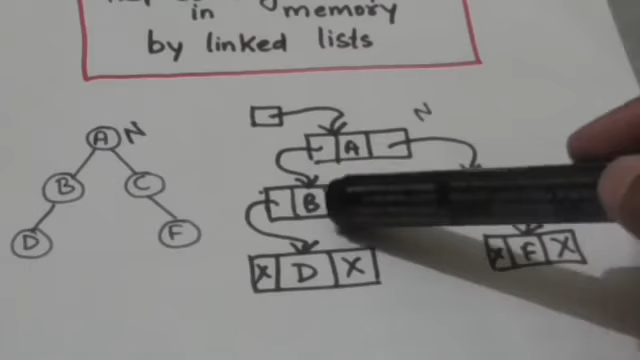 in memory
by linked lists
A N
B C
D F
N
A
B
X D X
X F X